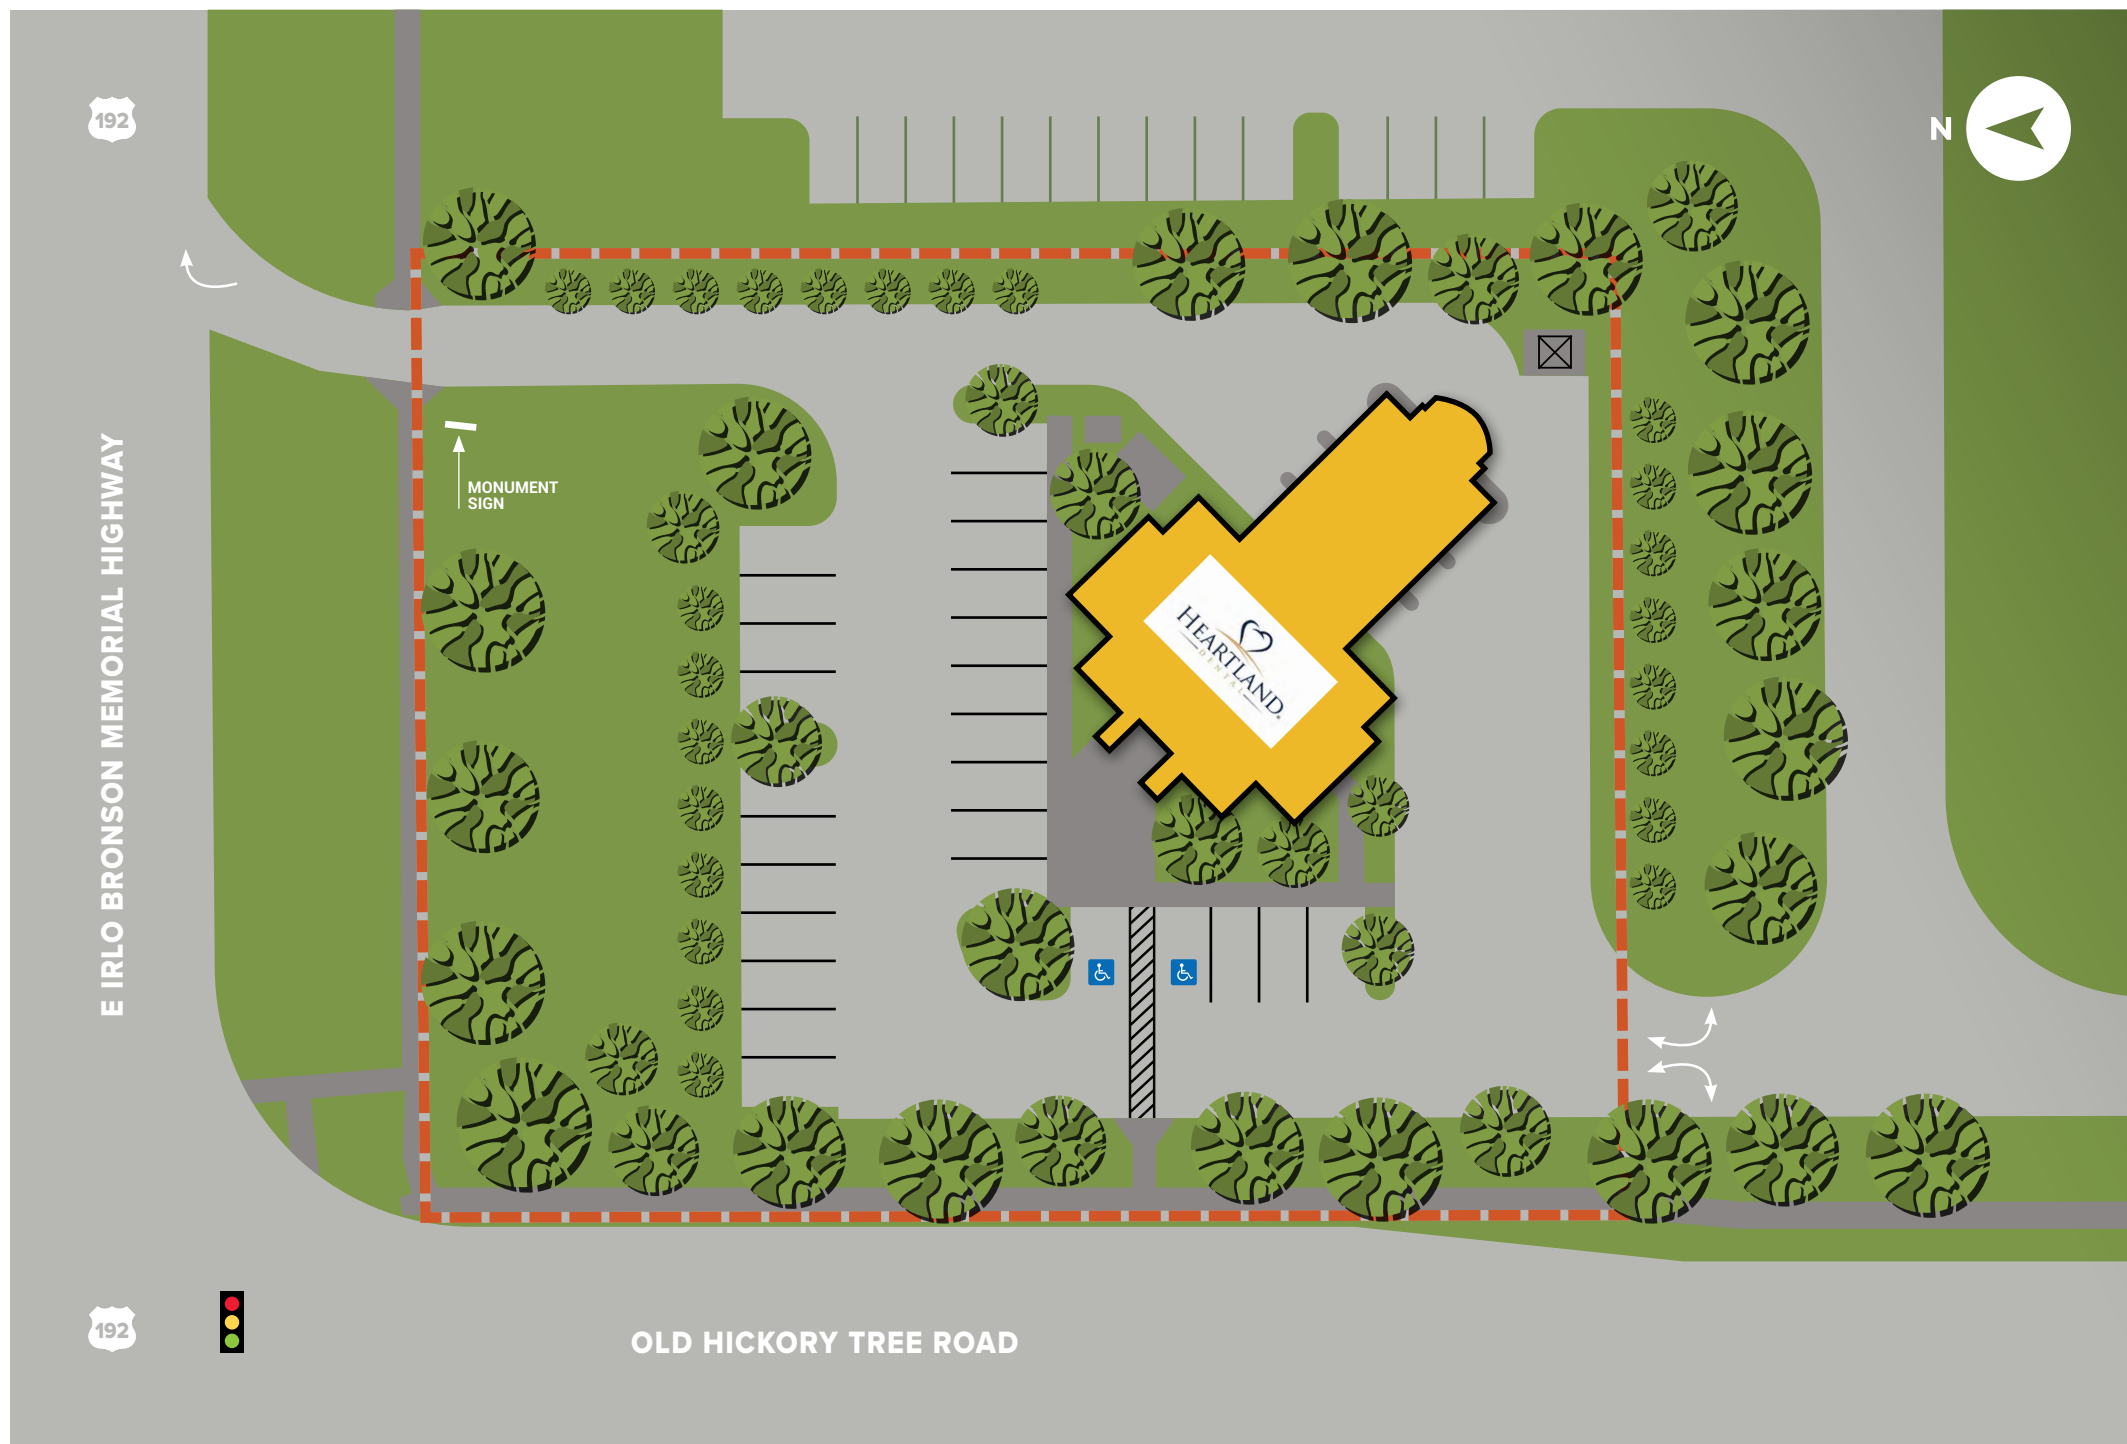 192
N
MONUMENT
SIGN
E IRLO BRONSON MEMORIAL HIGHWAY
HEARTLAND.
DENTAL
192
OLD HICKORY TREE ROAD